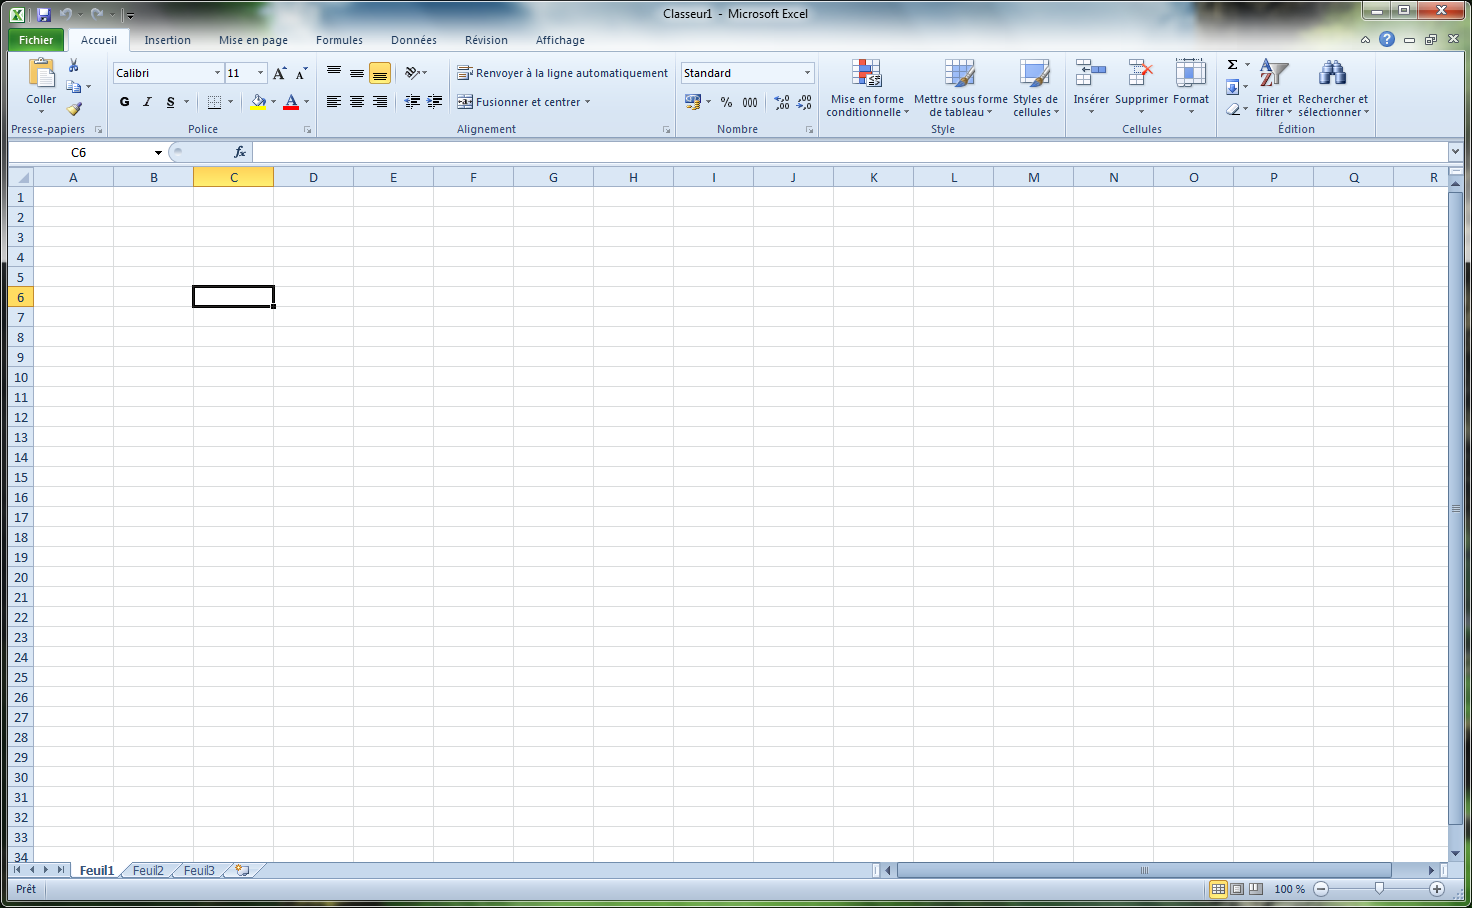 Classeur1 - Microsoft Excel
Fichier Accueil Insertion Mise en page Formules Données Révision Affichage
Coller
Presse-papiers
Calibri 11
G I S
Police
Renvoyer à la ligne automatiquement
Fusionner et centrer
Alignement
Standard
% 000 ,00 ,00
Nombre
Mise en forme conditionnelle
Mettre sous forme de tableau
Styles de cellules
Style
Insérer Supprimer Format
Cellules
Σ
Trier et filtrer
Rechercher et sélectionner
Édition
C6 fx
A B C D E F G H I J K L M N O P Q R
1
2
3
4
5
6
7
8
9
10
11
12
13
14
15
16
17
18
19
20
21
22
23
24
25
26
27
28
29
30
31
32
33
34
Feuil1 Feuil2 Feuil3
Prêt 100 %